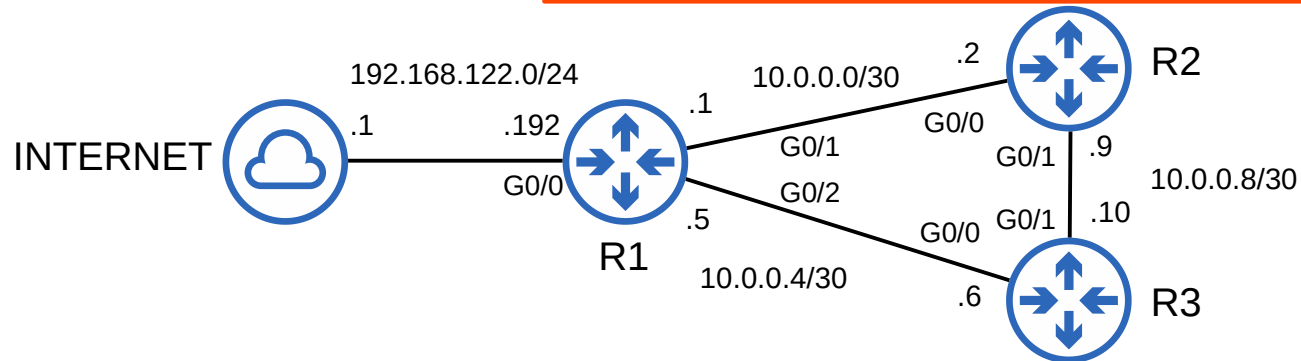 192.168.122.0/24
INTERNET
.1
.192
G0/0
R1
.1
10.0.0.0/30
.2
R2
G0/1
G0/0
.5
G0/2
10.0.0.4/30
G0/0
.6
R3
G0/1
.9
10.0.0.8/30
G0/1
.10